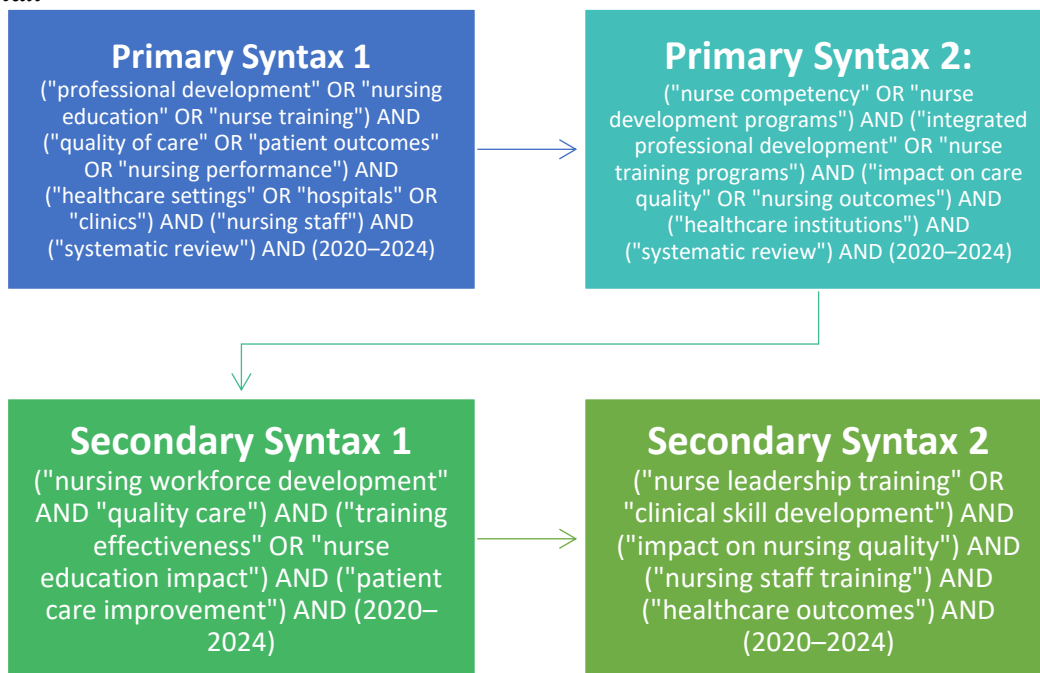 Primary Syntax 1
("professional development" OR "nursing
education" OR "nurse training") AND
("quality of care" OR "patient outcomes"
OR "nursing performance") AND
("healthcare settings" OR "hospitals" OR
"clinics") AND ("nursing staff") AND
("systematic review") AND (2020–2024)
Primary Syntax 2:
("nurse competency" OR "nurse
development programs") AND ("integrated
professional development" OR "nurse
training programs") AND ("impact on care
quality" OR "nursing outcomes") AND
("healthcare institutions") AND
("systematic review") AND (2020–2024)
Secondary Syntax 1
("nursing workforce development"
AND "quality care") AND ("training
effectiveness" OR "nurse
education impact") AND ("patient
care improvement") AND (2020–
2024)
Secondary Syntax 2
("nurse leadership training" OR
"clinical skill development") AND
("impact on nursing quality") AND
("nursing staff training") AND
("healthcare outcomes") AND
(2020–2024)